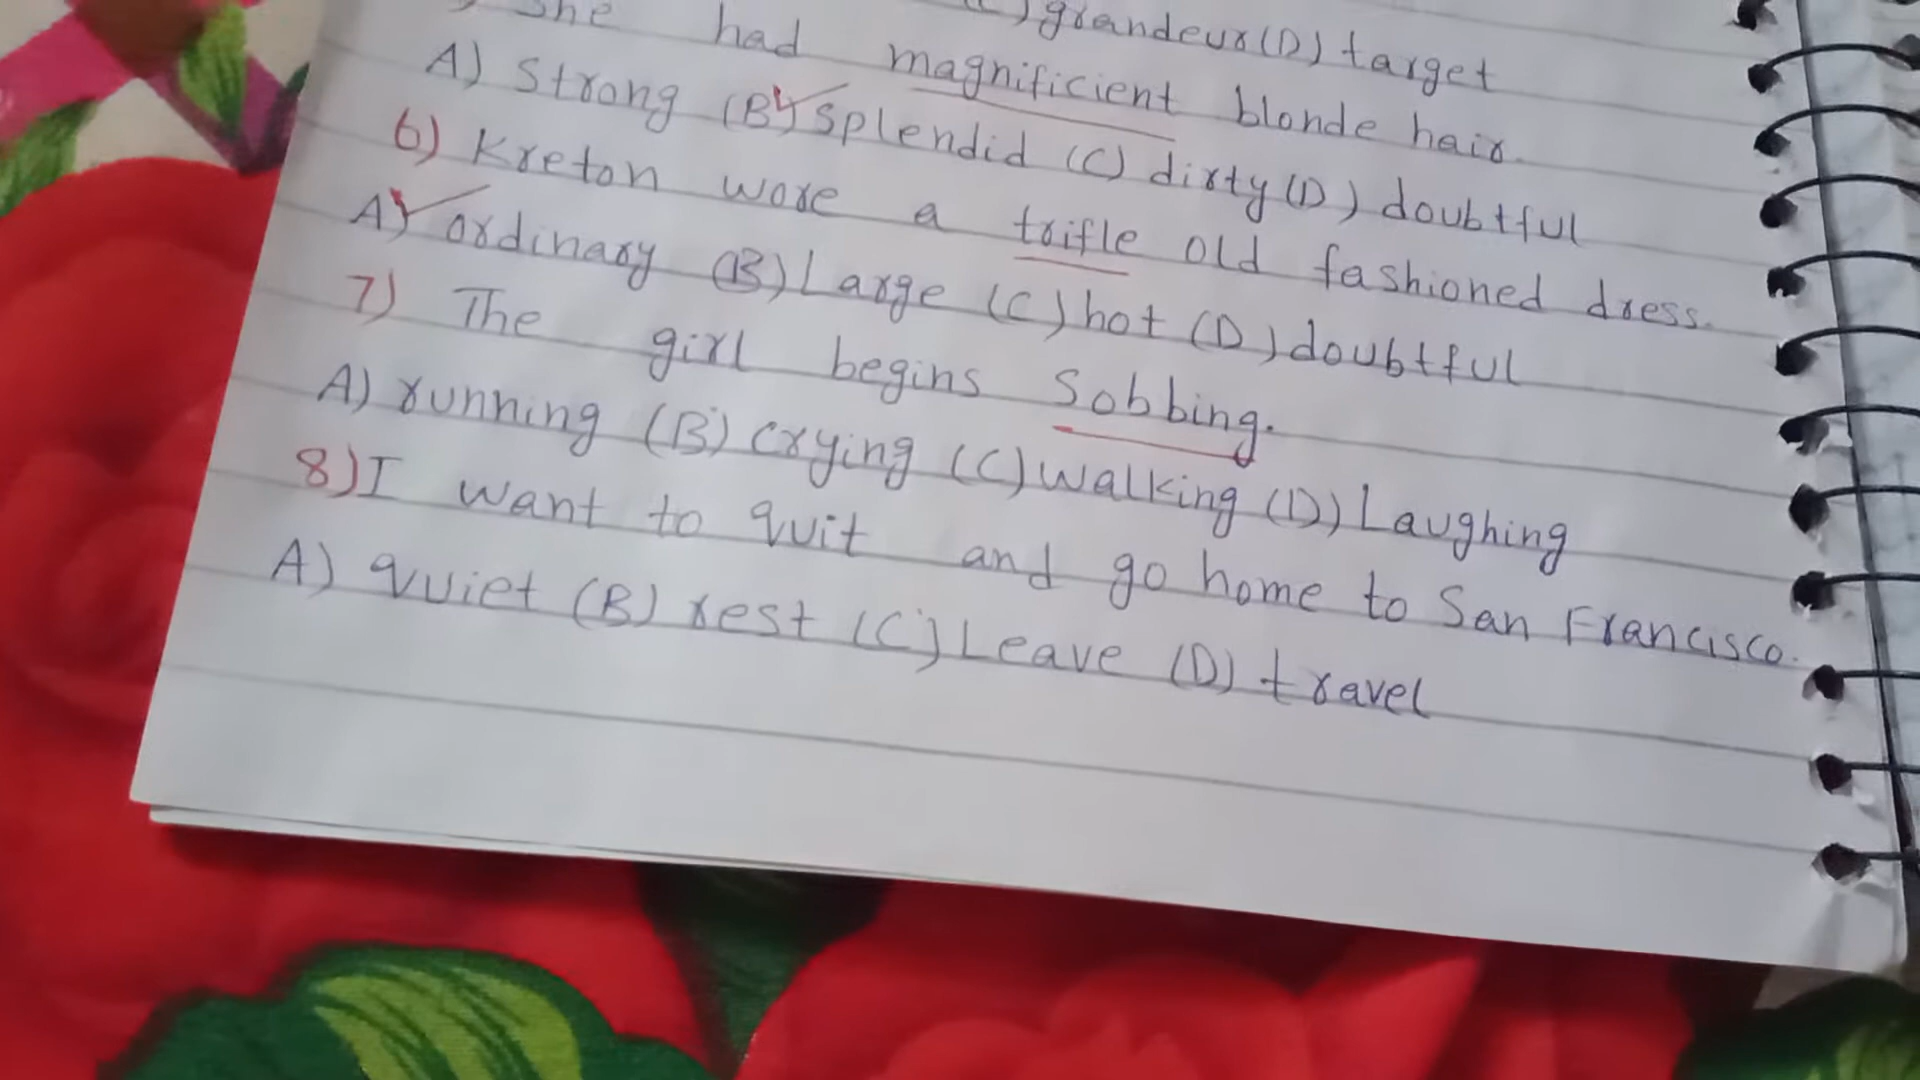 C) grandeur (D) target
She had magnificient blonde hair.
A) Strong (B) Splendid (C) dirty (D) doubtful
6) Kreton wore a trifle old fashioned dress.
A) ordinary (B) Large (C) hot (D) doubtful
7) The girl begins Sobbing.
A) running (B) crying (C) walking (D) Laughing
8) I want to quit and go home to San Francisco.
A) quiet (B) rest (C) Leave (D) travel